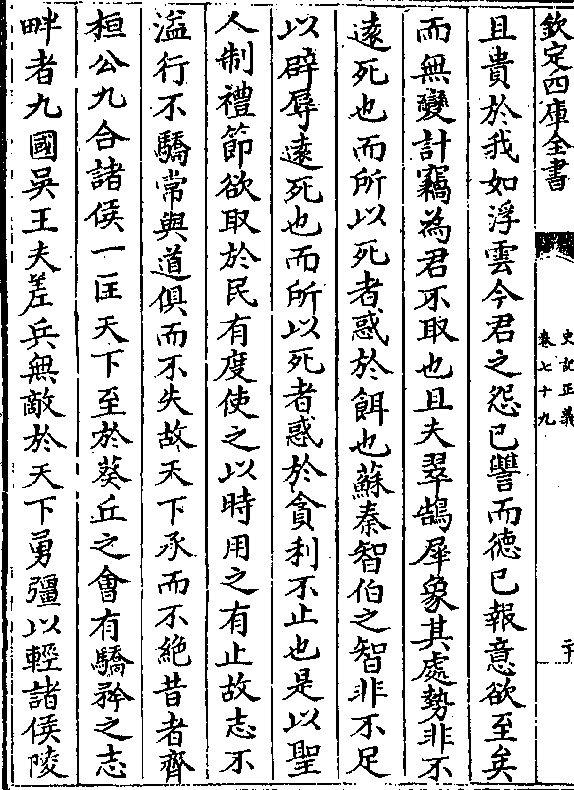 欽定四庫全書
史記正義
卷七十九
二十
且貴於我如浮雲今君之怨已讐而德已報意欲至矣
而無變計竊為君不取也且夫翠鵠犀象其處勢非不
逺死也而所以死者惑於餌也蘇秦智伯之智非不足
以辟辱逺死也而所以死者惑於貪利不止也是以聖
人制禮節欲取於民有度使之以時用之有止故志不
溢行不驕常與道俱而不失故天下承而不絶昔者齊
桓公九合諸侯一匡天下至於葵丘之會有驕矜之志
畔者九國吳王夫差兵無敵於天下勇彊以輕諸侯陵